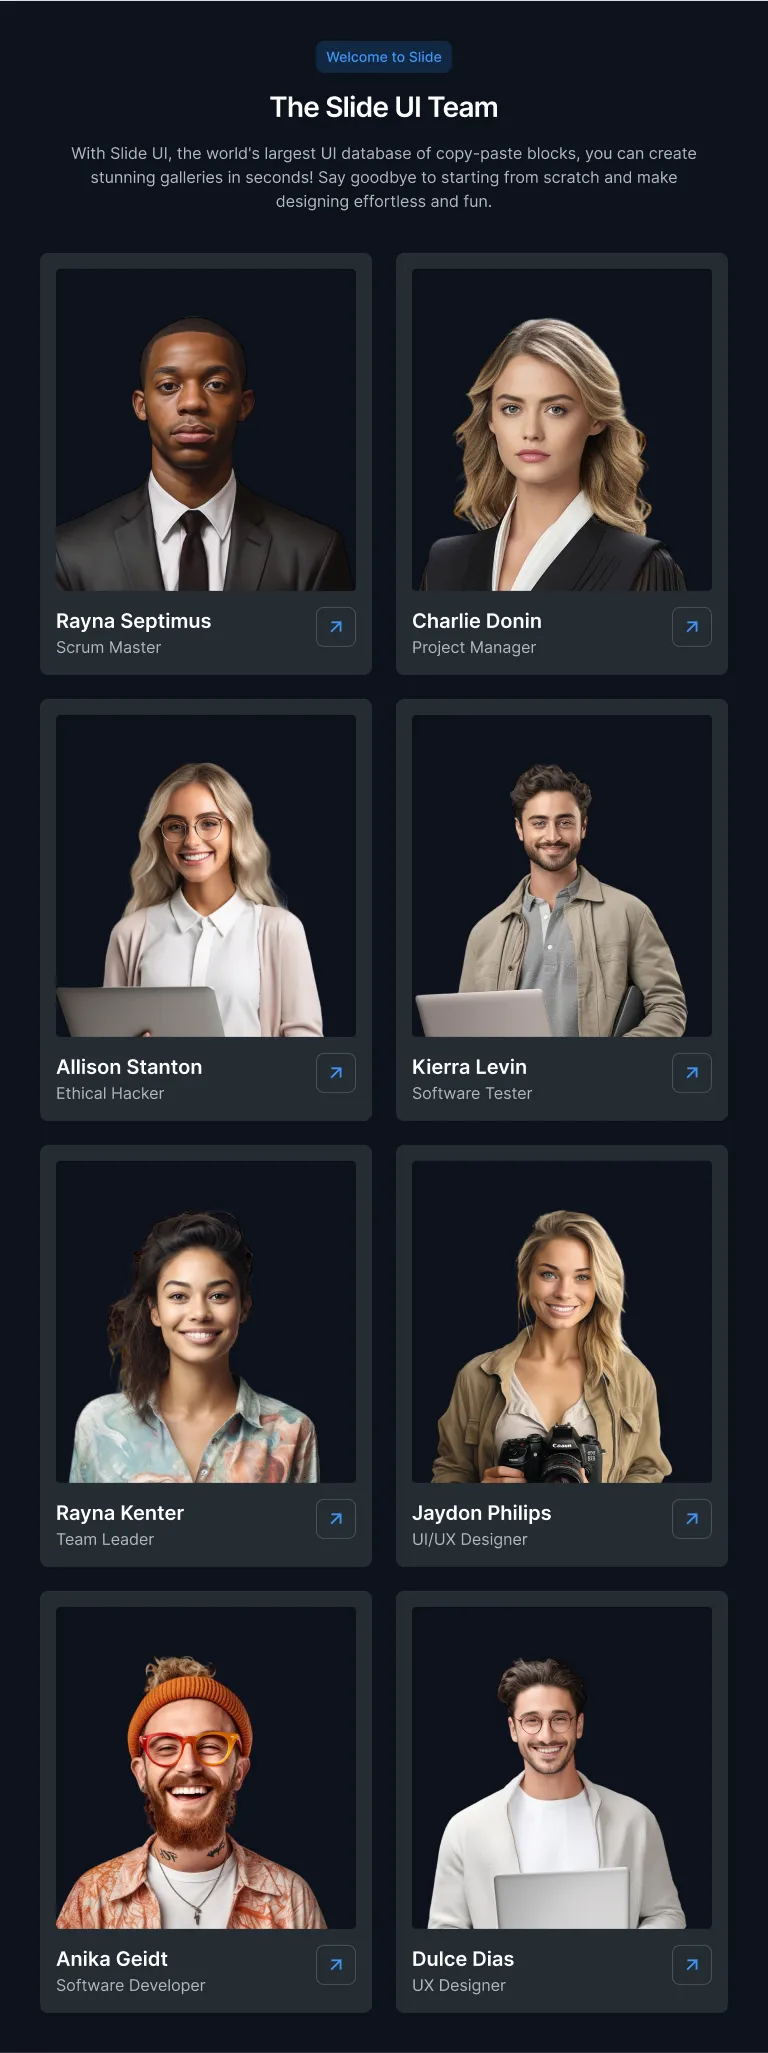 Welcome to Slide
The Slide UI Team
With Slide UI, the world's largest UI database of copy-paste blocks, you can create
stunning galleries in seconds! Say goodbye to starting from scratch and make
designing effortless and fun.
Rayna Septimus
Scrum Master
Charlie Donin
Project Manager
Allison Stanton
Ethical Hacker
Kierra Levin
Software Tester
Canon
Rayna Kenter
Team Leader
Jaydon Philips
UI/UX Designer
Anika Geidt
Software Developer
Dulce Dias
UX Designer